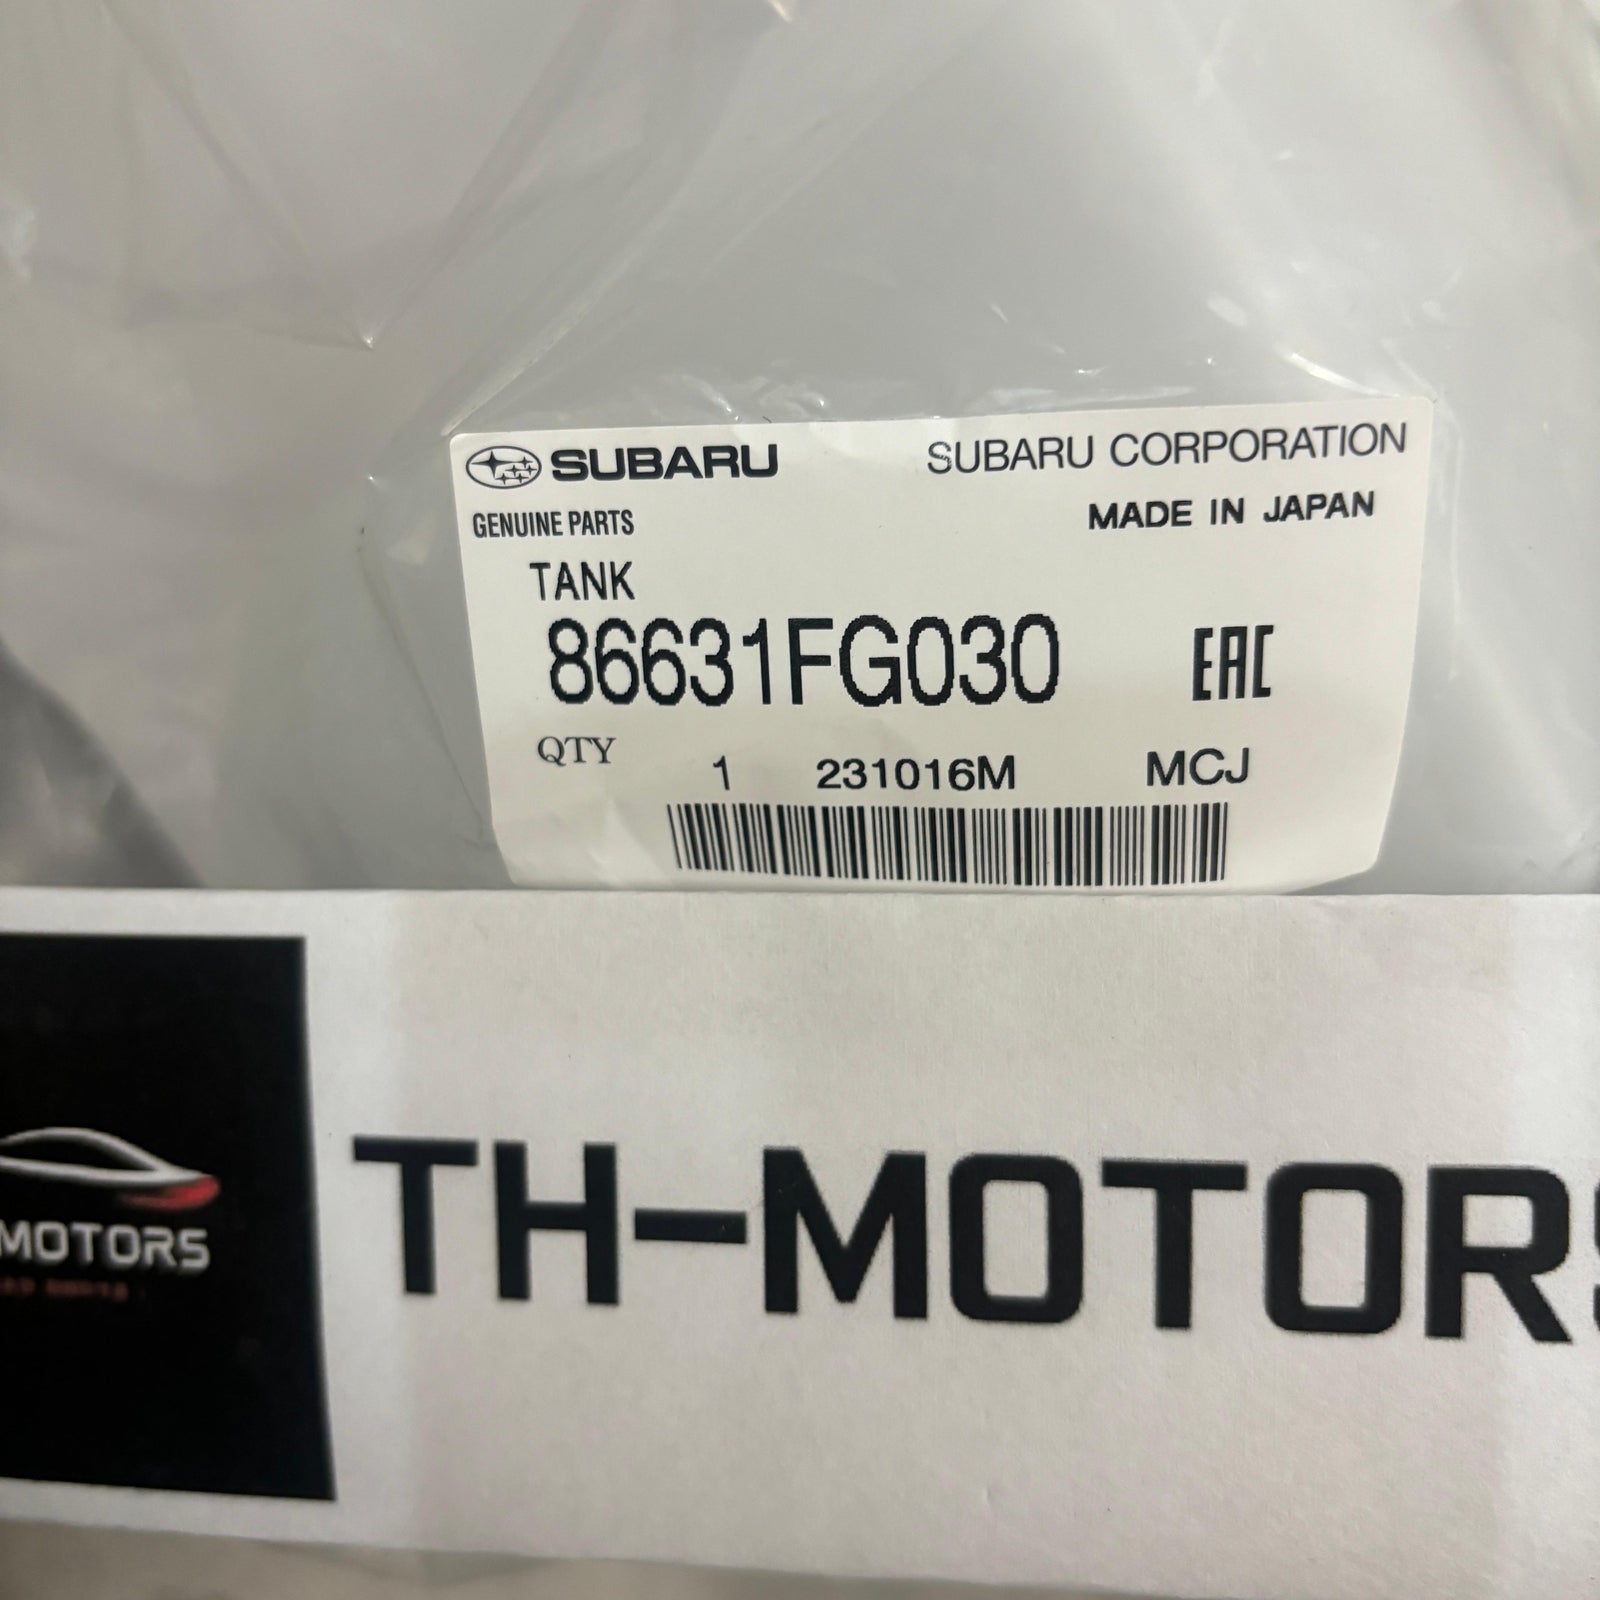 SUBARU SUBARU CORPORATION
GENUINE PARTS MADE IN JAPAN
TANK
86631FG030 EAC
QTY 1 231016M MCJ
MOTORS
TH-MOTORS